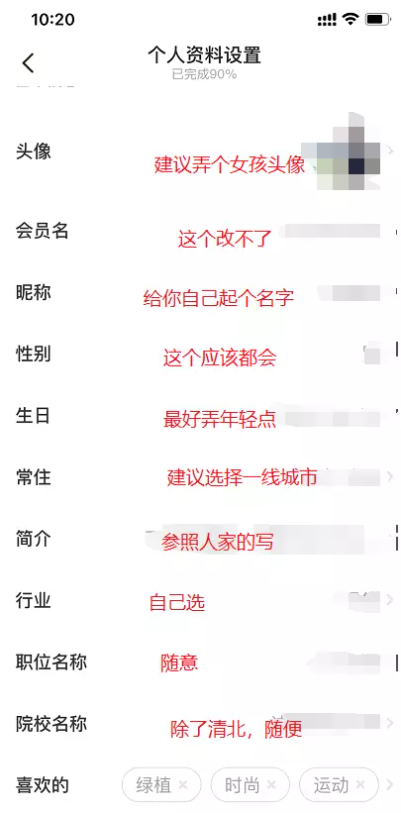 10:20
个人资料设置
已完成90%
头像
建议弄个女孩头像
会员名
这个改不了
昵称
给你自己起个名字
性别
这个应该都会
生日
最好弄年轻点
常住
建议选择一线城市
简介
参照人家的写
行业
自己选
职位名称
随意
院校名称
除了清北，随便
喜欢的
绿植 ×
时尚 ×
运动 ×